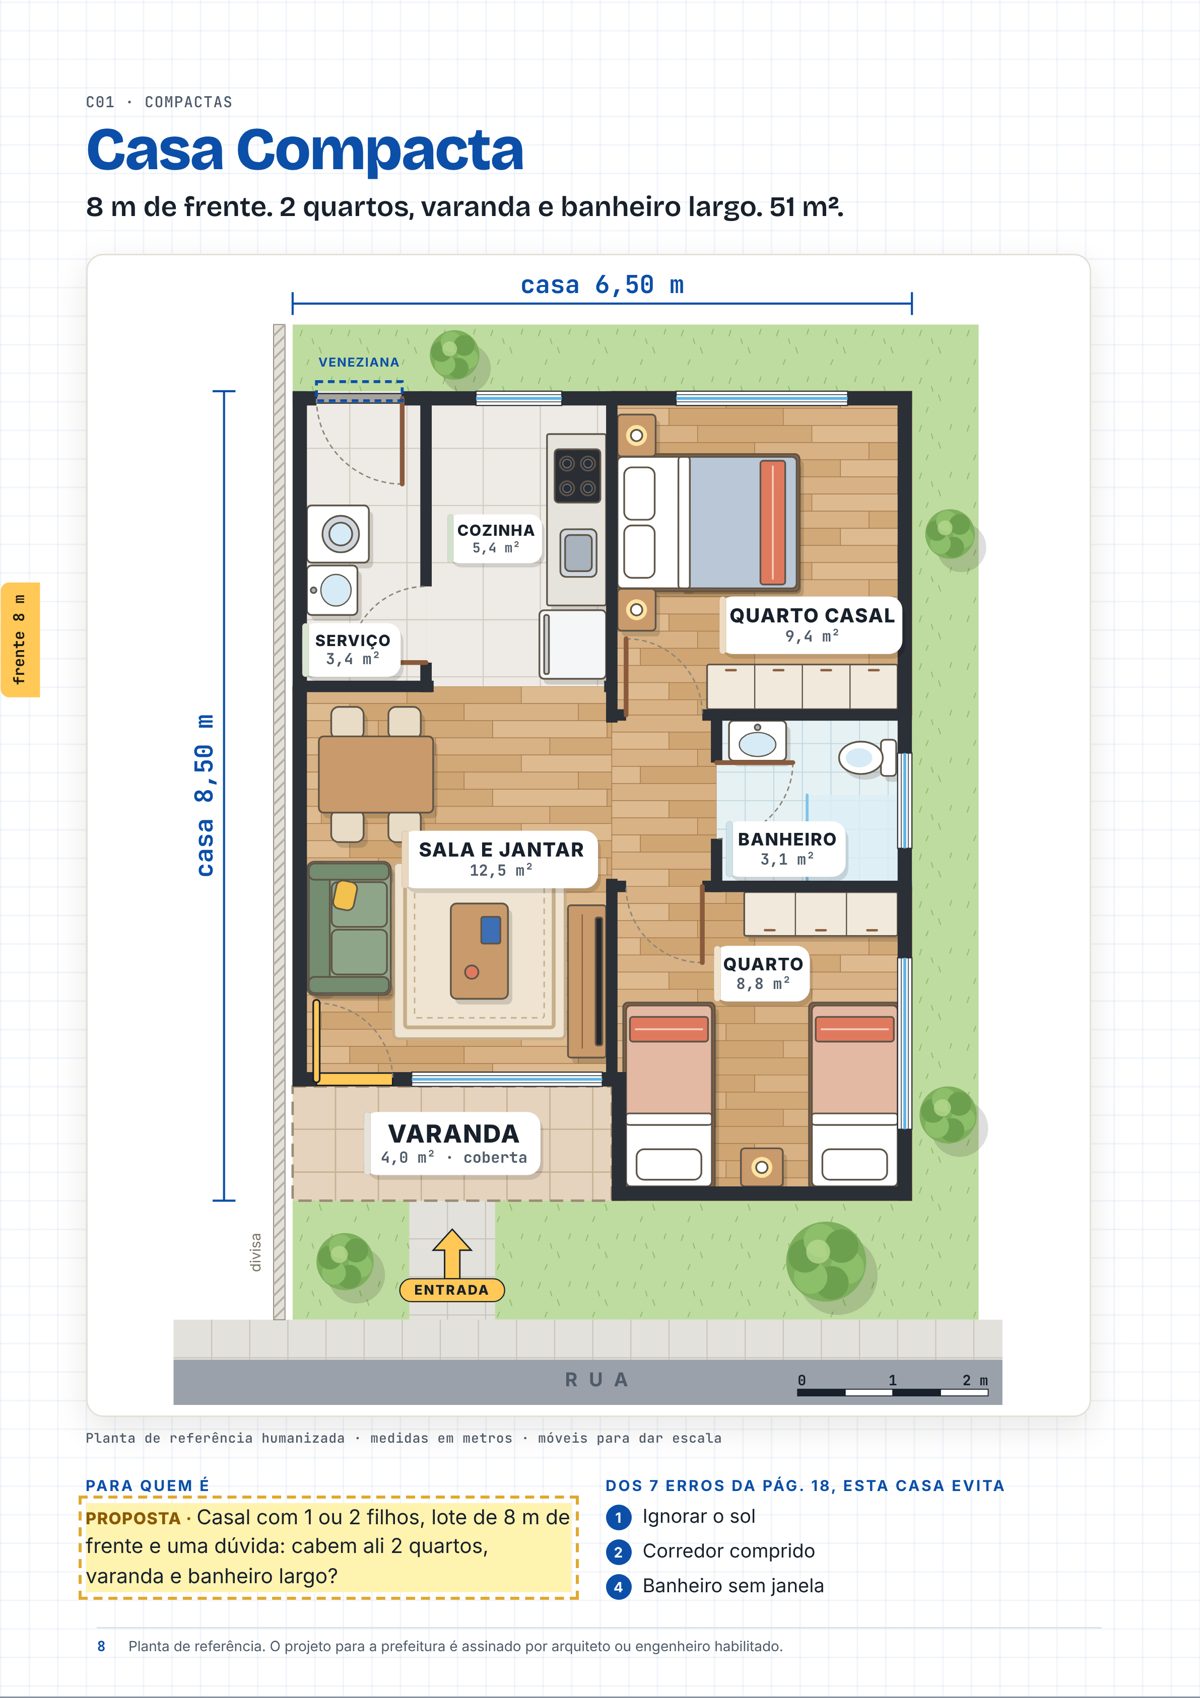 C01 · COMPACTAS
Casa Compacta
8 m de frente. 2 quartos, varanda e banheiro largo. 51 m².
casa 6,50 m
VENEZIANA
COZINHA
5,4 m²
QUARTO CASAL
9,4 m²
SERVIÇO
3,4 m²
frente 8 m
casa 8,50 m
SALA E JANTAR
12,5 m²
BANHEIRO
3,1 m²
QUARTO
8,8 m²
VARANDA
4,0 m² · coberta
divisa
ENTRADA
RUA
0 1 2 m
Planta de referência humanizada · medidas em metros · móveis para dar escala
PARA QUEM É
PROPOSTA · Casal com 1 ou 2 filhos, lote de 8 m de
frente e uma dúvida: cabem ali 2 quartos,
varanda e banheiro largo?
DOS 7 ERROS DA PÁG. 18, ESTA CASA EVITA
1 Ignorar o sol
2 Corredor comprido
4 Banheiro sem janela
8 Planta de referência. O projeto para a prefeitura é assinado por arquiteto ou engenheiro habilitado.